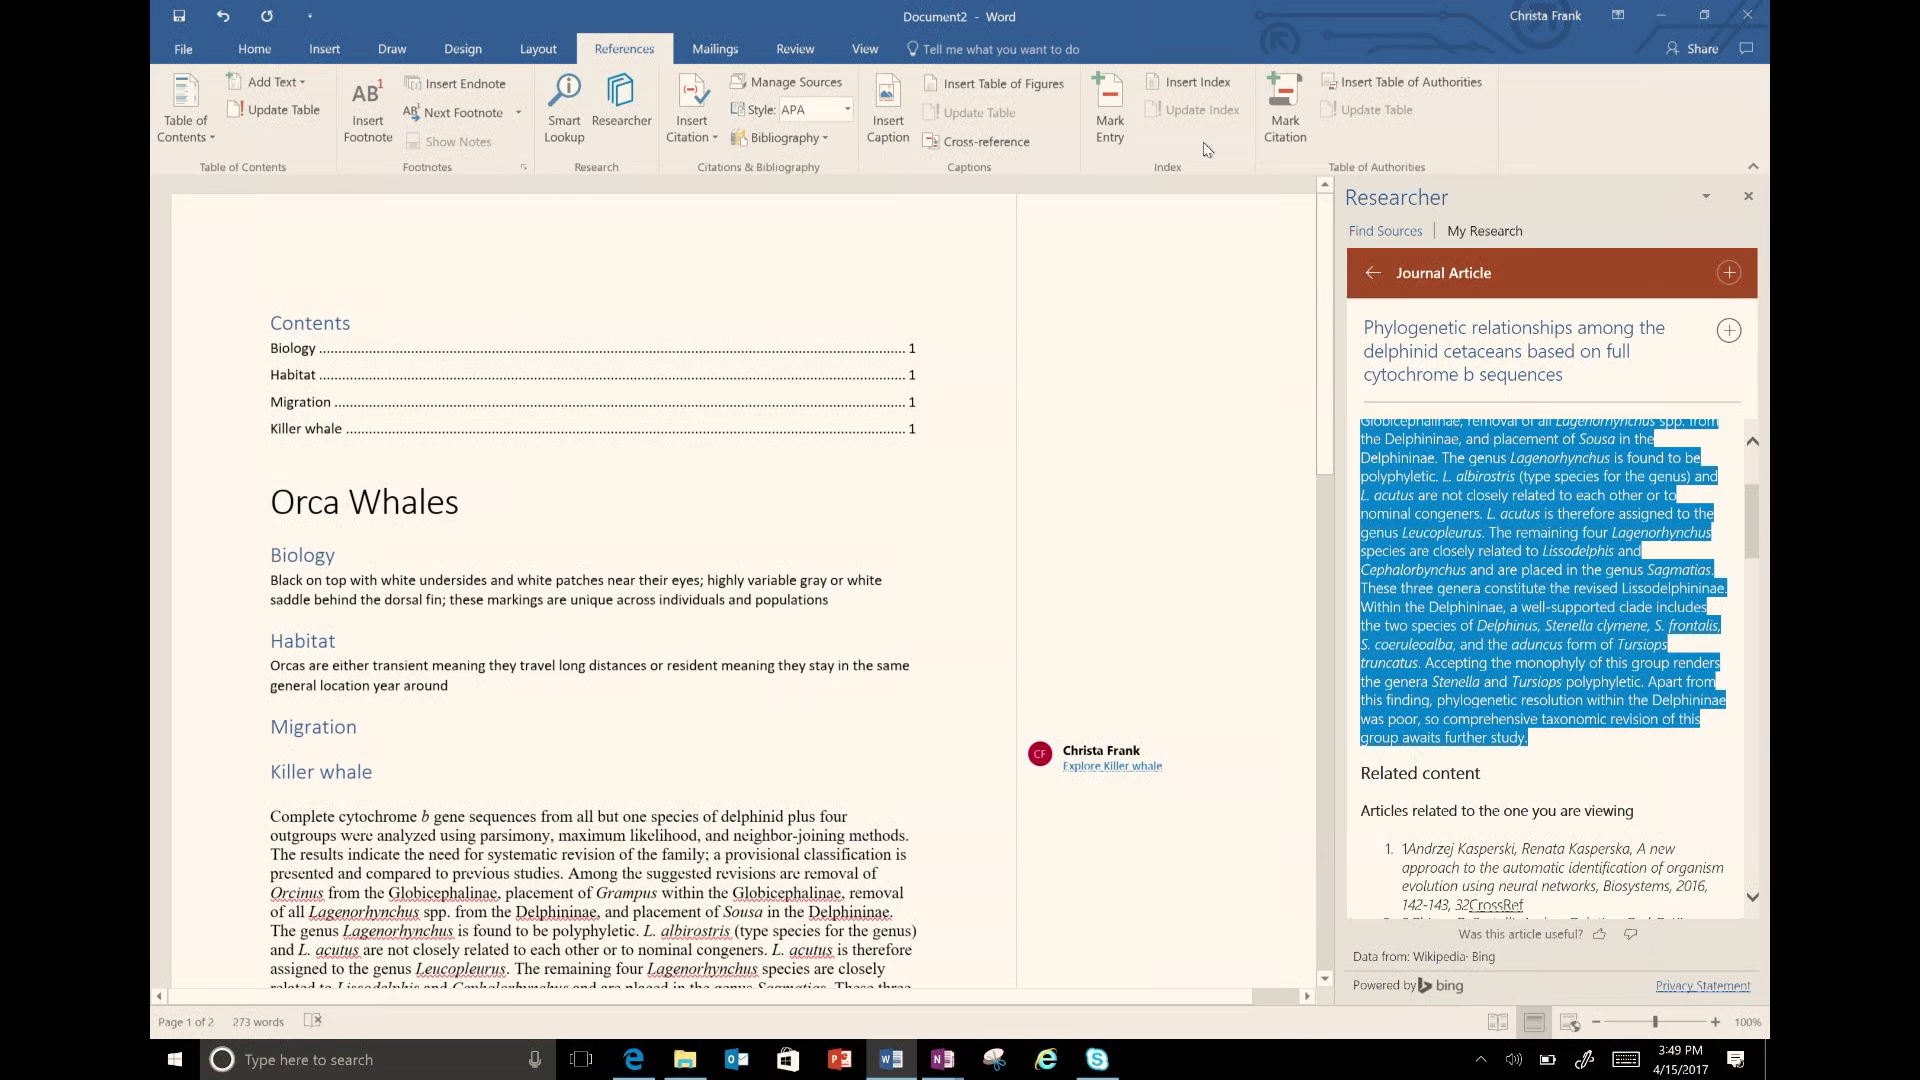 Document2 - Word
Christa Frank
File Home Insert Draw Design Layout References Mailings Review View Tell me what you want to do
Share
Table of Contents
Add Text
Update Table
Table of Contents
AB1
Insert Footnote
Insert Endnote
Next Footnote
Show Notes
Footnotes
Smart Lookup
Researcher
Research
Insert Citation
Manage Sources
Style: APA
Bibliography
Citations & Bibliography
Insert Caption
Insert Table of Figures
Update Table
Cross-reference
Captions
Mark Entry
Insert Index
Update Index
Index
Mark Citation
Insert Table of Authorities
Update Table
Table of Authorities
Contents
Biology 1
Habitat 1
Migration 1
Killer whale 1
Orca Whales
Biology
Black on top with white undersides and white patches near their eyes; highly variable gray or white
saddle behind the dorsal fin; these markings are unique across individuals and populations
Habitat
Orcas are either transient meaning they travel long distances or resident meaning they stay in the same
general location year around
Migration
Killer whale
Complete cytochrome b gene sequences from all but one species of delphinid plus four
outgroups were analyzed using parsimony, maximum likelihood, and neighbor-joining methods.
The results indicate the need for systematic revision of the family; a provisional classification is
presented and compared to previous studies. Among the suggested revisions are removal of
Orcinus from the Globicephalinae, placement of Grampus within the Globicephalinae, removal
of all Lagenorhynchus spp. from the Delphininae, and placement of Sousa in the Delphininae.
The genus Lagenorhynchus is found to be polyphyletic. L. albirostris (type species for the genus)
and L. acutus are not closely related to each other or to nominal congeners. L. acutus is therefore
assigned to the genus Leucopleurus. The remaining four Lagenorhynchus species are closely
related to Lissodelphis and Cephalorhynchus and are placed in the genus Sagmatias. These three
CF
Christa Frank
Explore Killer whale
Researcher
Find Sources My Research
Journal Article
Phylogenetic relationships among the
delphinid cetaceans based on full
cytochrome b sequences
Globicephalinae, removal of all Lagenorhynchus spp. from
the Delphininae, and placement of Sousa in the
Delphininae. The genus Lagenorhynchus is found to be
polyphyletic. L. albirostris (type species for the genus) and
L. acutus are not closely related to each other or to
nominal congeners. L. acutus is therefore assigned to the
genus Leucopleurus. The remaining four Lagenorhynchus
species are closely related to Lissodelphis and
Cephalorbynchus and are placed in the genus Sagmatias.
These three genera constitute the revised Lissodelphininae.
Within the Delphininae, a well-supported clade includes
the two species of Delphinus, Stenella clymene, S. frontalis,
S. coeruleoalba, and the aduncus form of Tursiops
truncatus. Accepting the monophyly of this group renders
the genera Stenella and Tursiops polyphyletic. Apart from
this finding, phylogenetic resolution within the Delphininae
was poor, so comprehensive taxonomic revision of this
group awaits further study.
Related content
Articles related to the one you are viewing
1. 1Andrzej Kasperski, Renata Kasperska, A new
approach to the automatic identification of organism
evolution using neural networks, Biosystems, 2016,
142-143, 32CrossRef
Was this article useful?
Data from: Wikipedia· Bing
Powered by bing
Privacy Statement
Page 1 of 2 273 words
100%
Type here to search
3:49 PM
4/15/2017